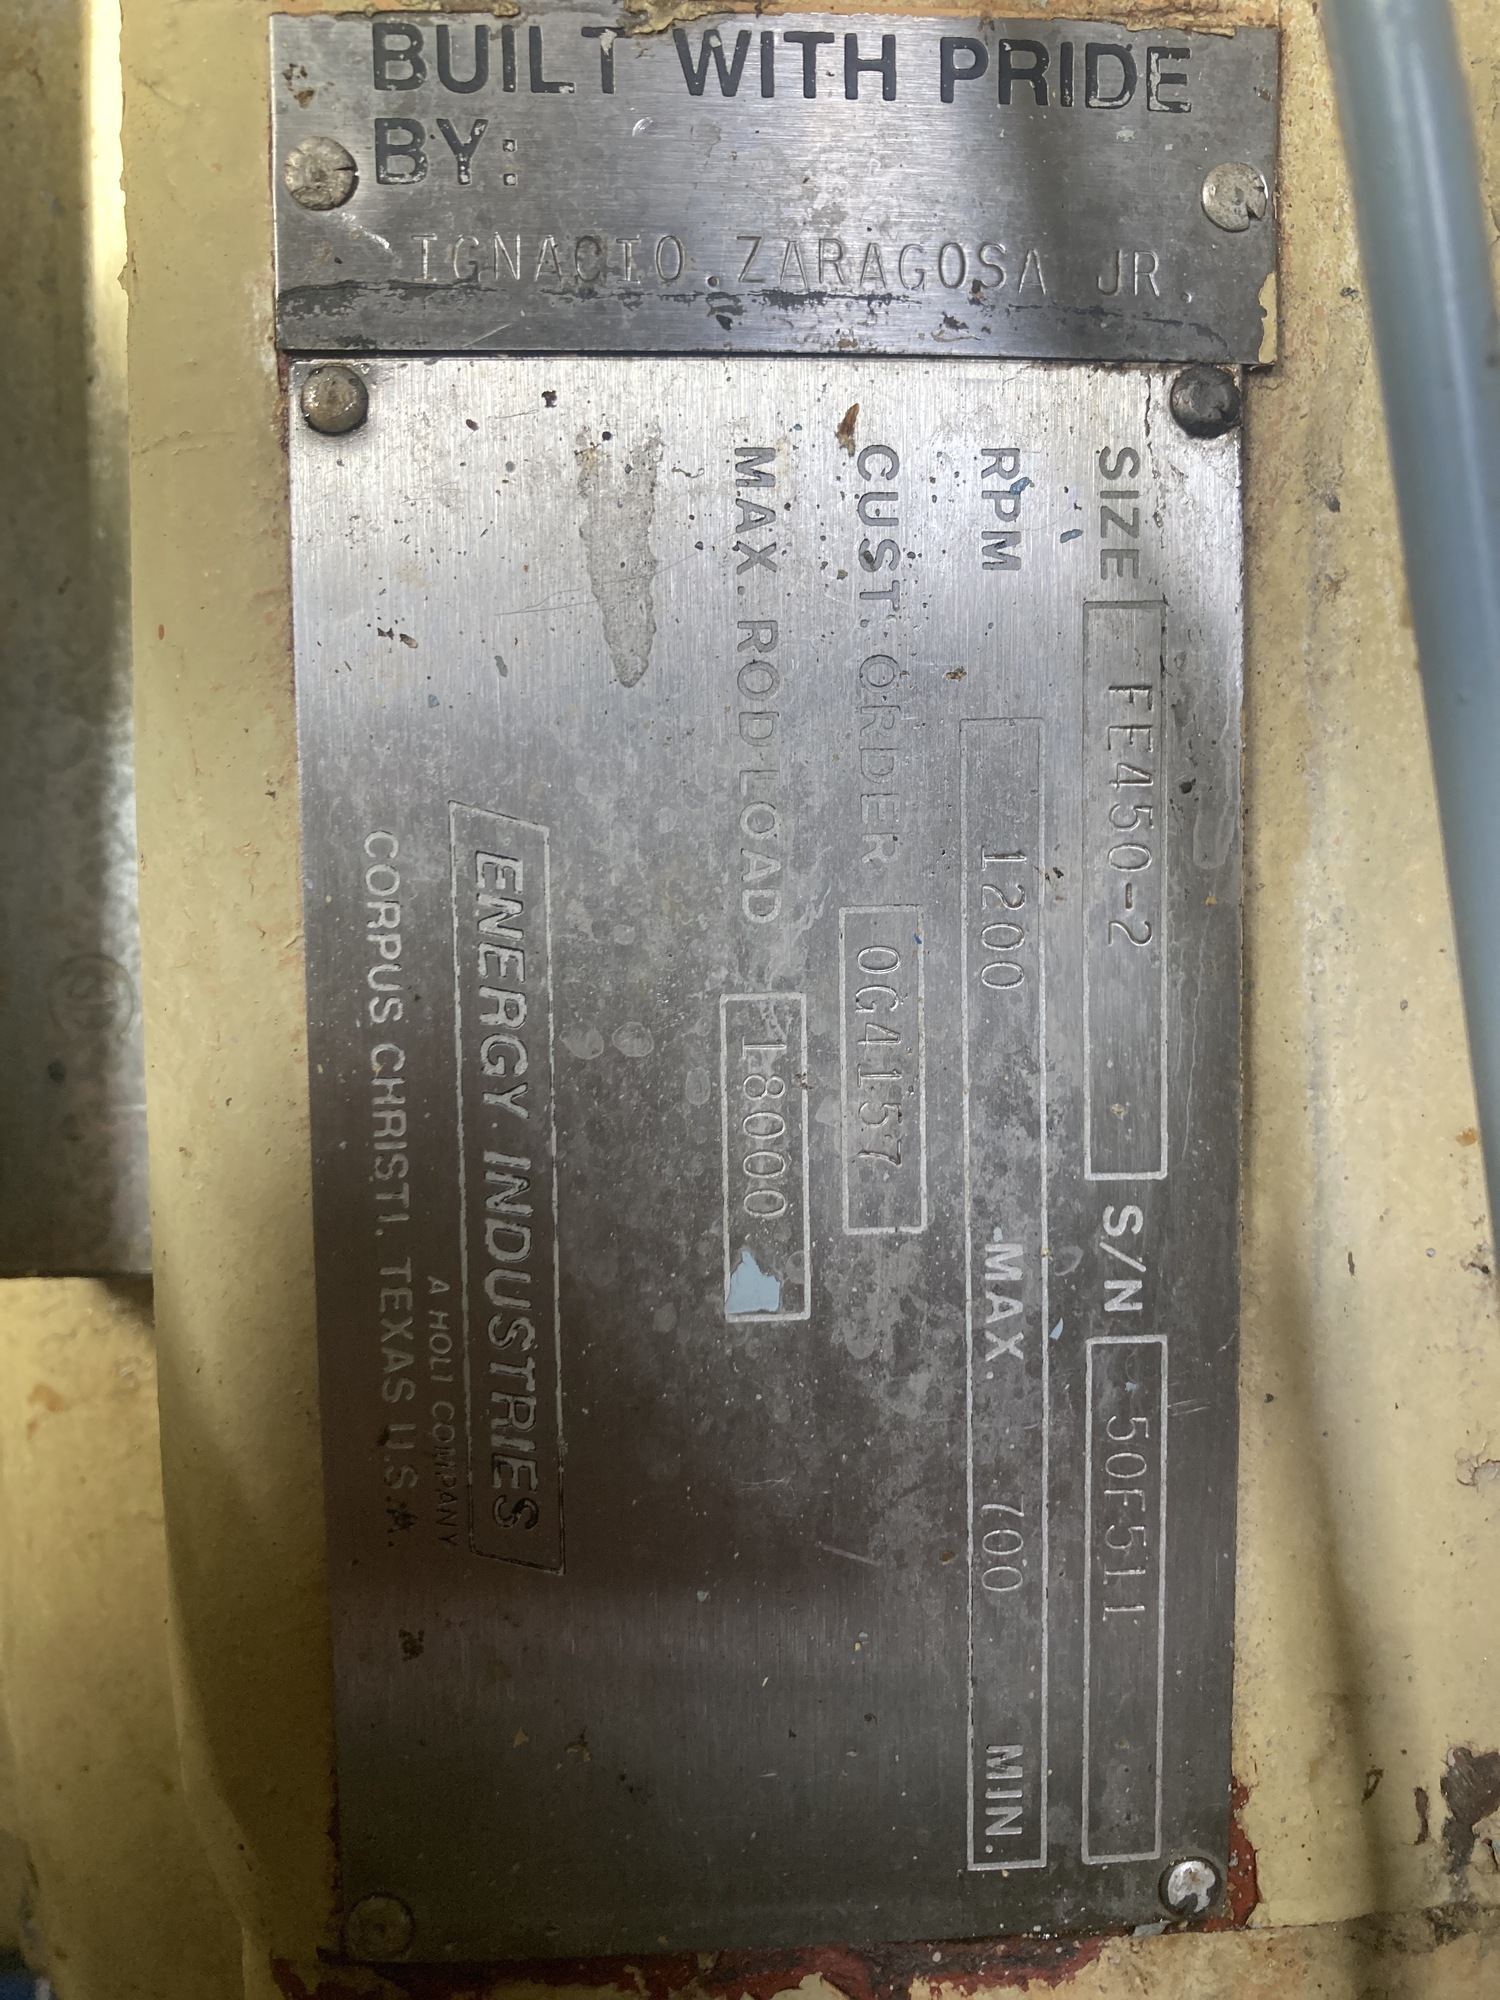 BUILT WITH PRIDE
BY:
IGNACIO.ZARAGOSA JR.
SIZE FE450-2 S/N 50F511
RPM 1200 MAX. 700 MIN.
CUST. ORDER 0G4157
MAX. ROD LOAD 18000
ENERGY INDUSTRIES
A HOLI COMPANY
CORPUS CHRISTI, TEXAS U.S.A.